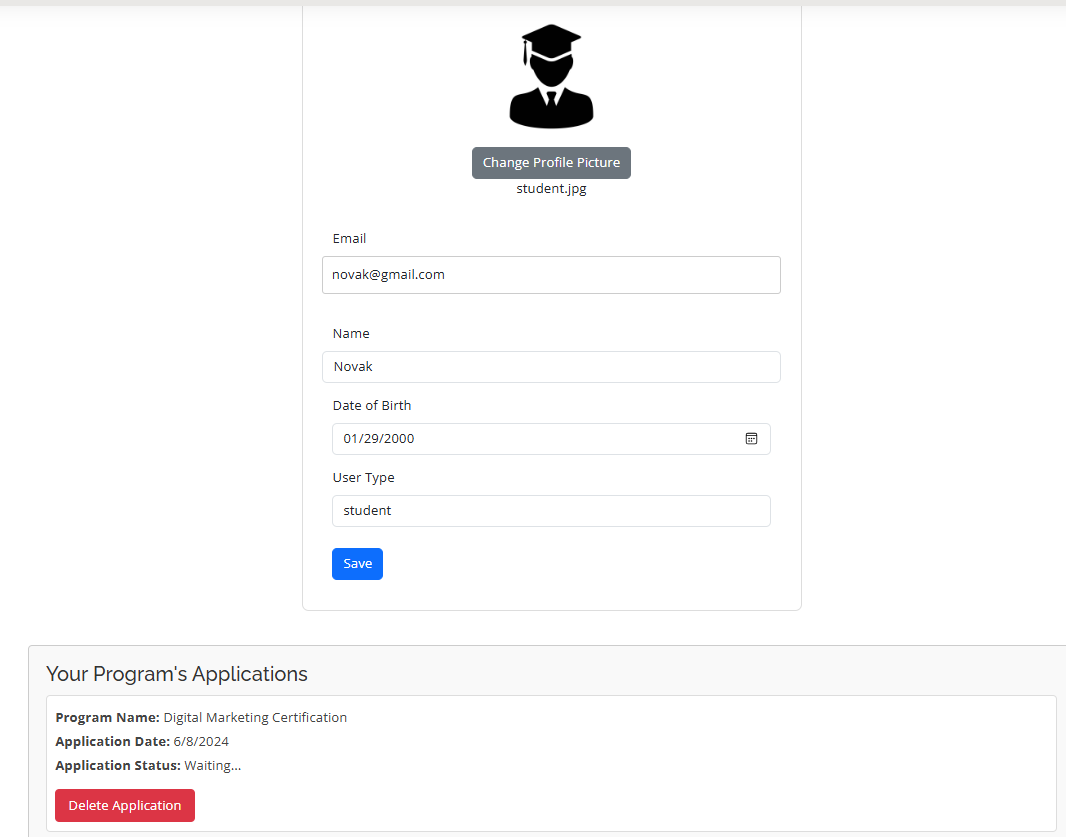 Change Profile Picture
student.jpg
Email
novak@gmail.com
Name
Novak
Date of Birth
01/29/2000
User Type
student
Save
Your Program's Applications
Program Name: Digital Marketing Certification
Application Date: 6/8/2024
Application Status: Waiting...
Delete Application